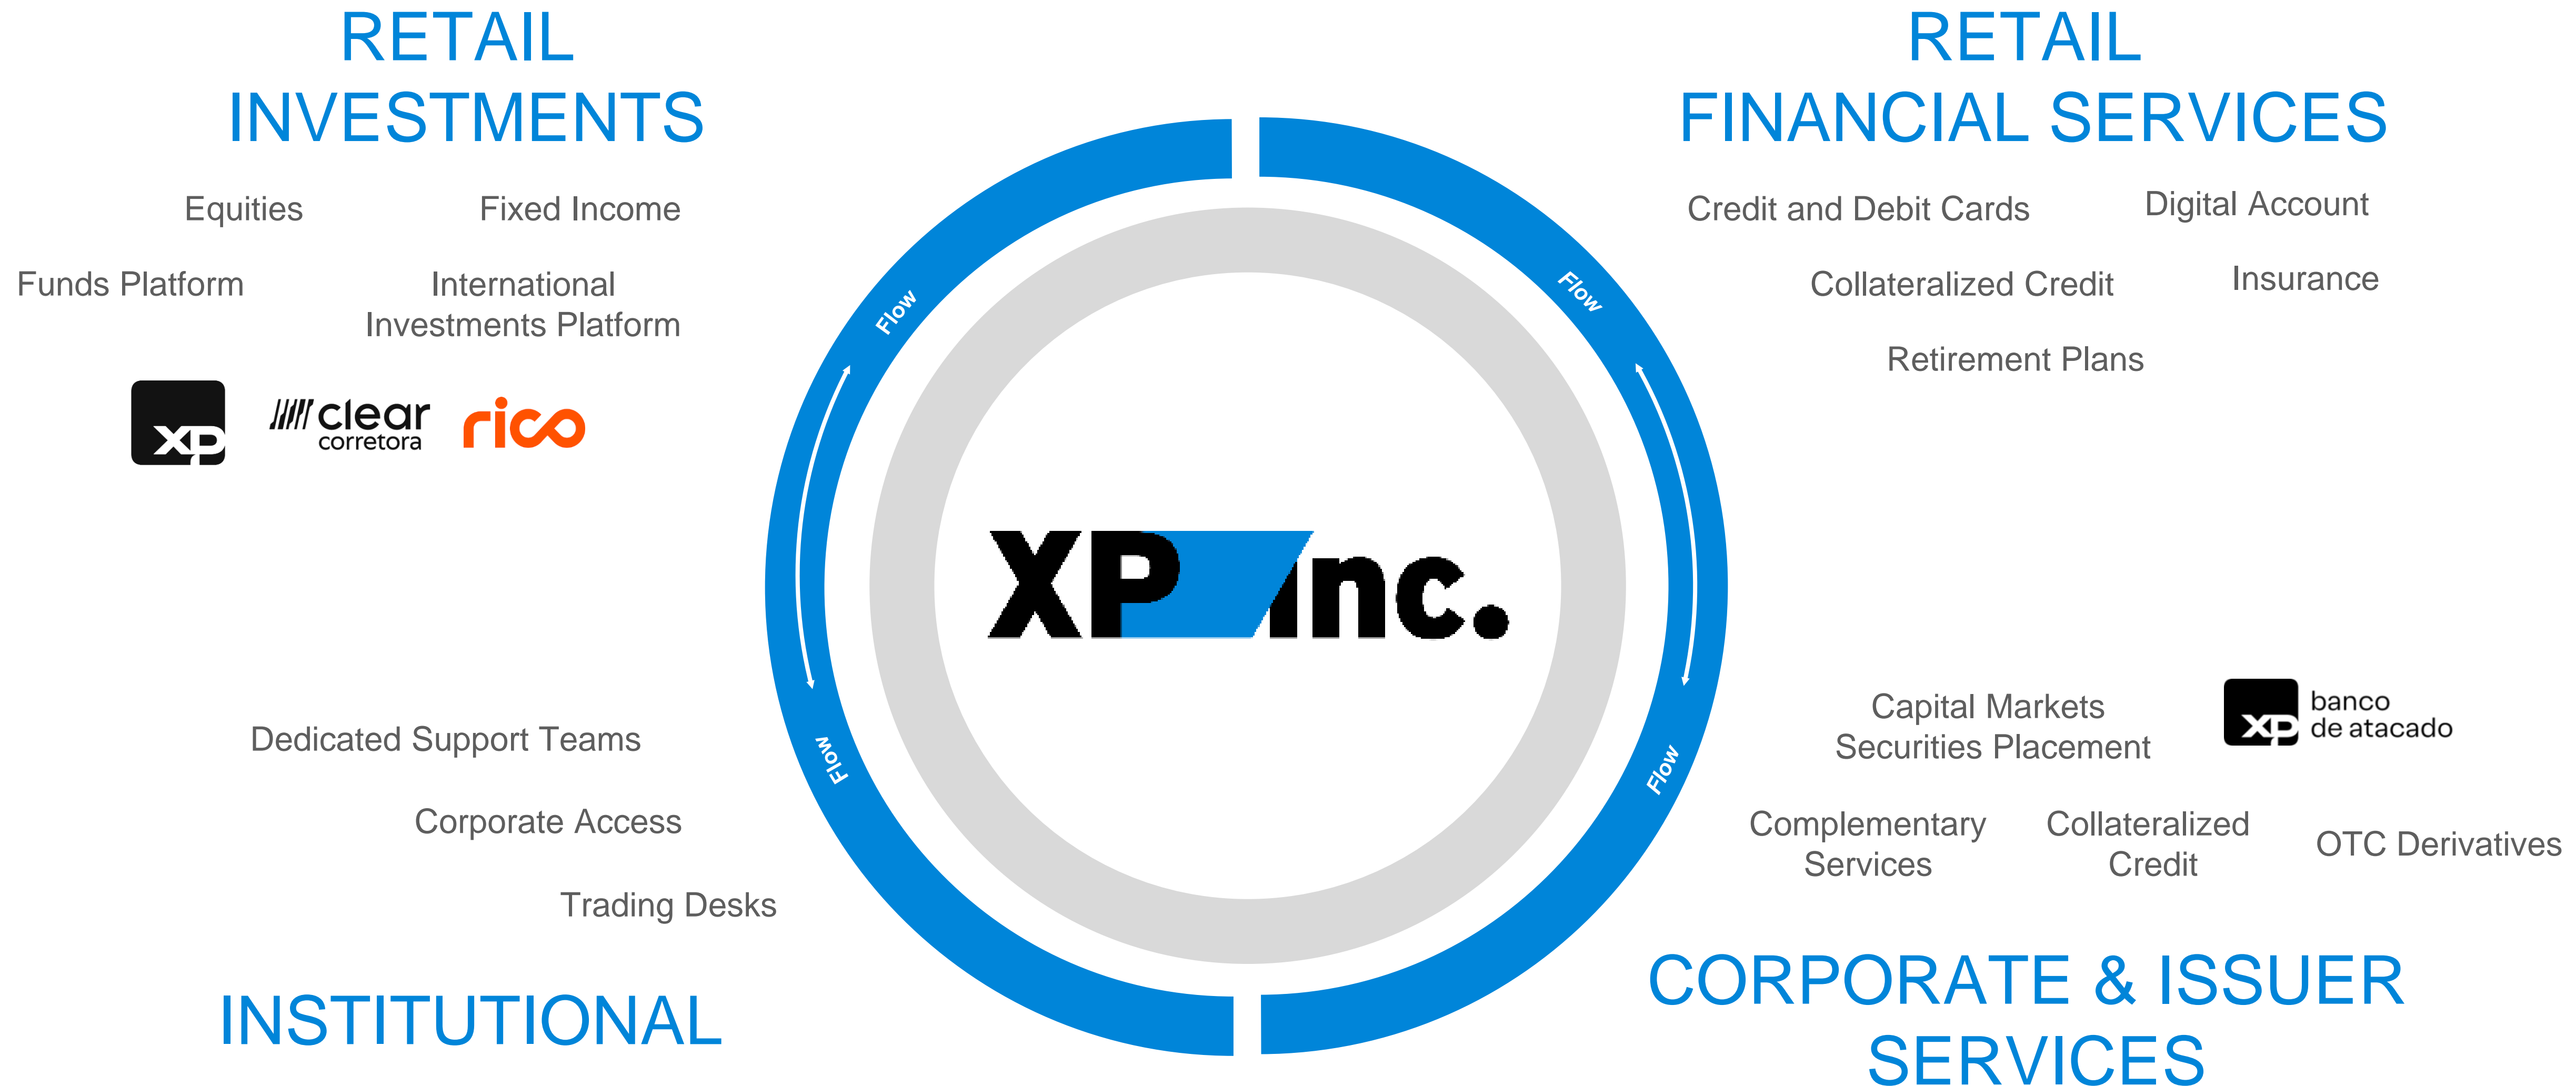 RETAIL
INVESTMENTS
Equities
Fixed Income
Funds Platform
International
Investments Platform
XP
clear
corretora
rico
RETAIL
FINANCIAL SERVICES
Credit and Debit Cards
Digital Account
Collateralized Credit
Insurance
Retirement Plans
Flow
Flow
XP inc.
Flow
Flow
Dedicated Support Teams
Corporate Access
Trading Desks
INSTITUTIONAL
Capital Markets
Securities Placement
XP
banco
de atacado
Complementary
Services
Collateralized
Credit
OTC Derivatives
CORPORATE & ISSUER
SERVICES